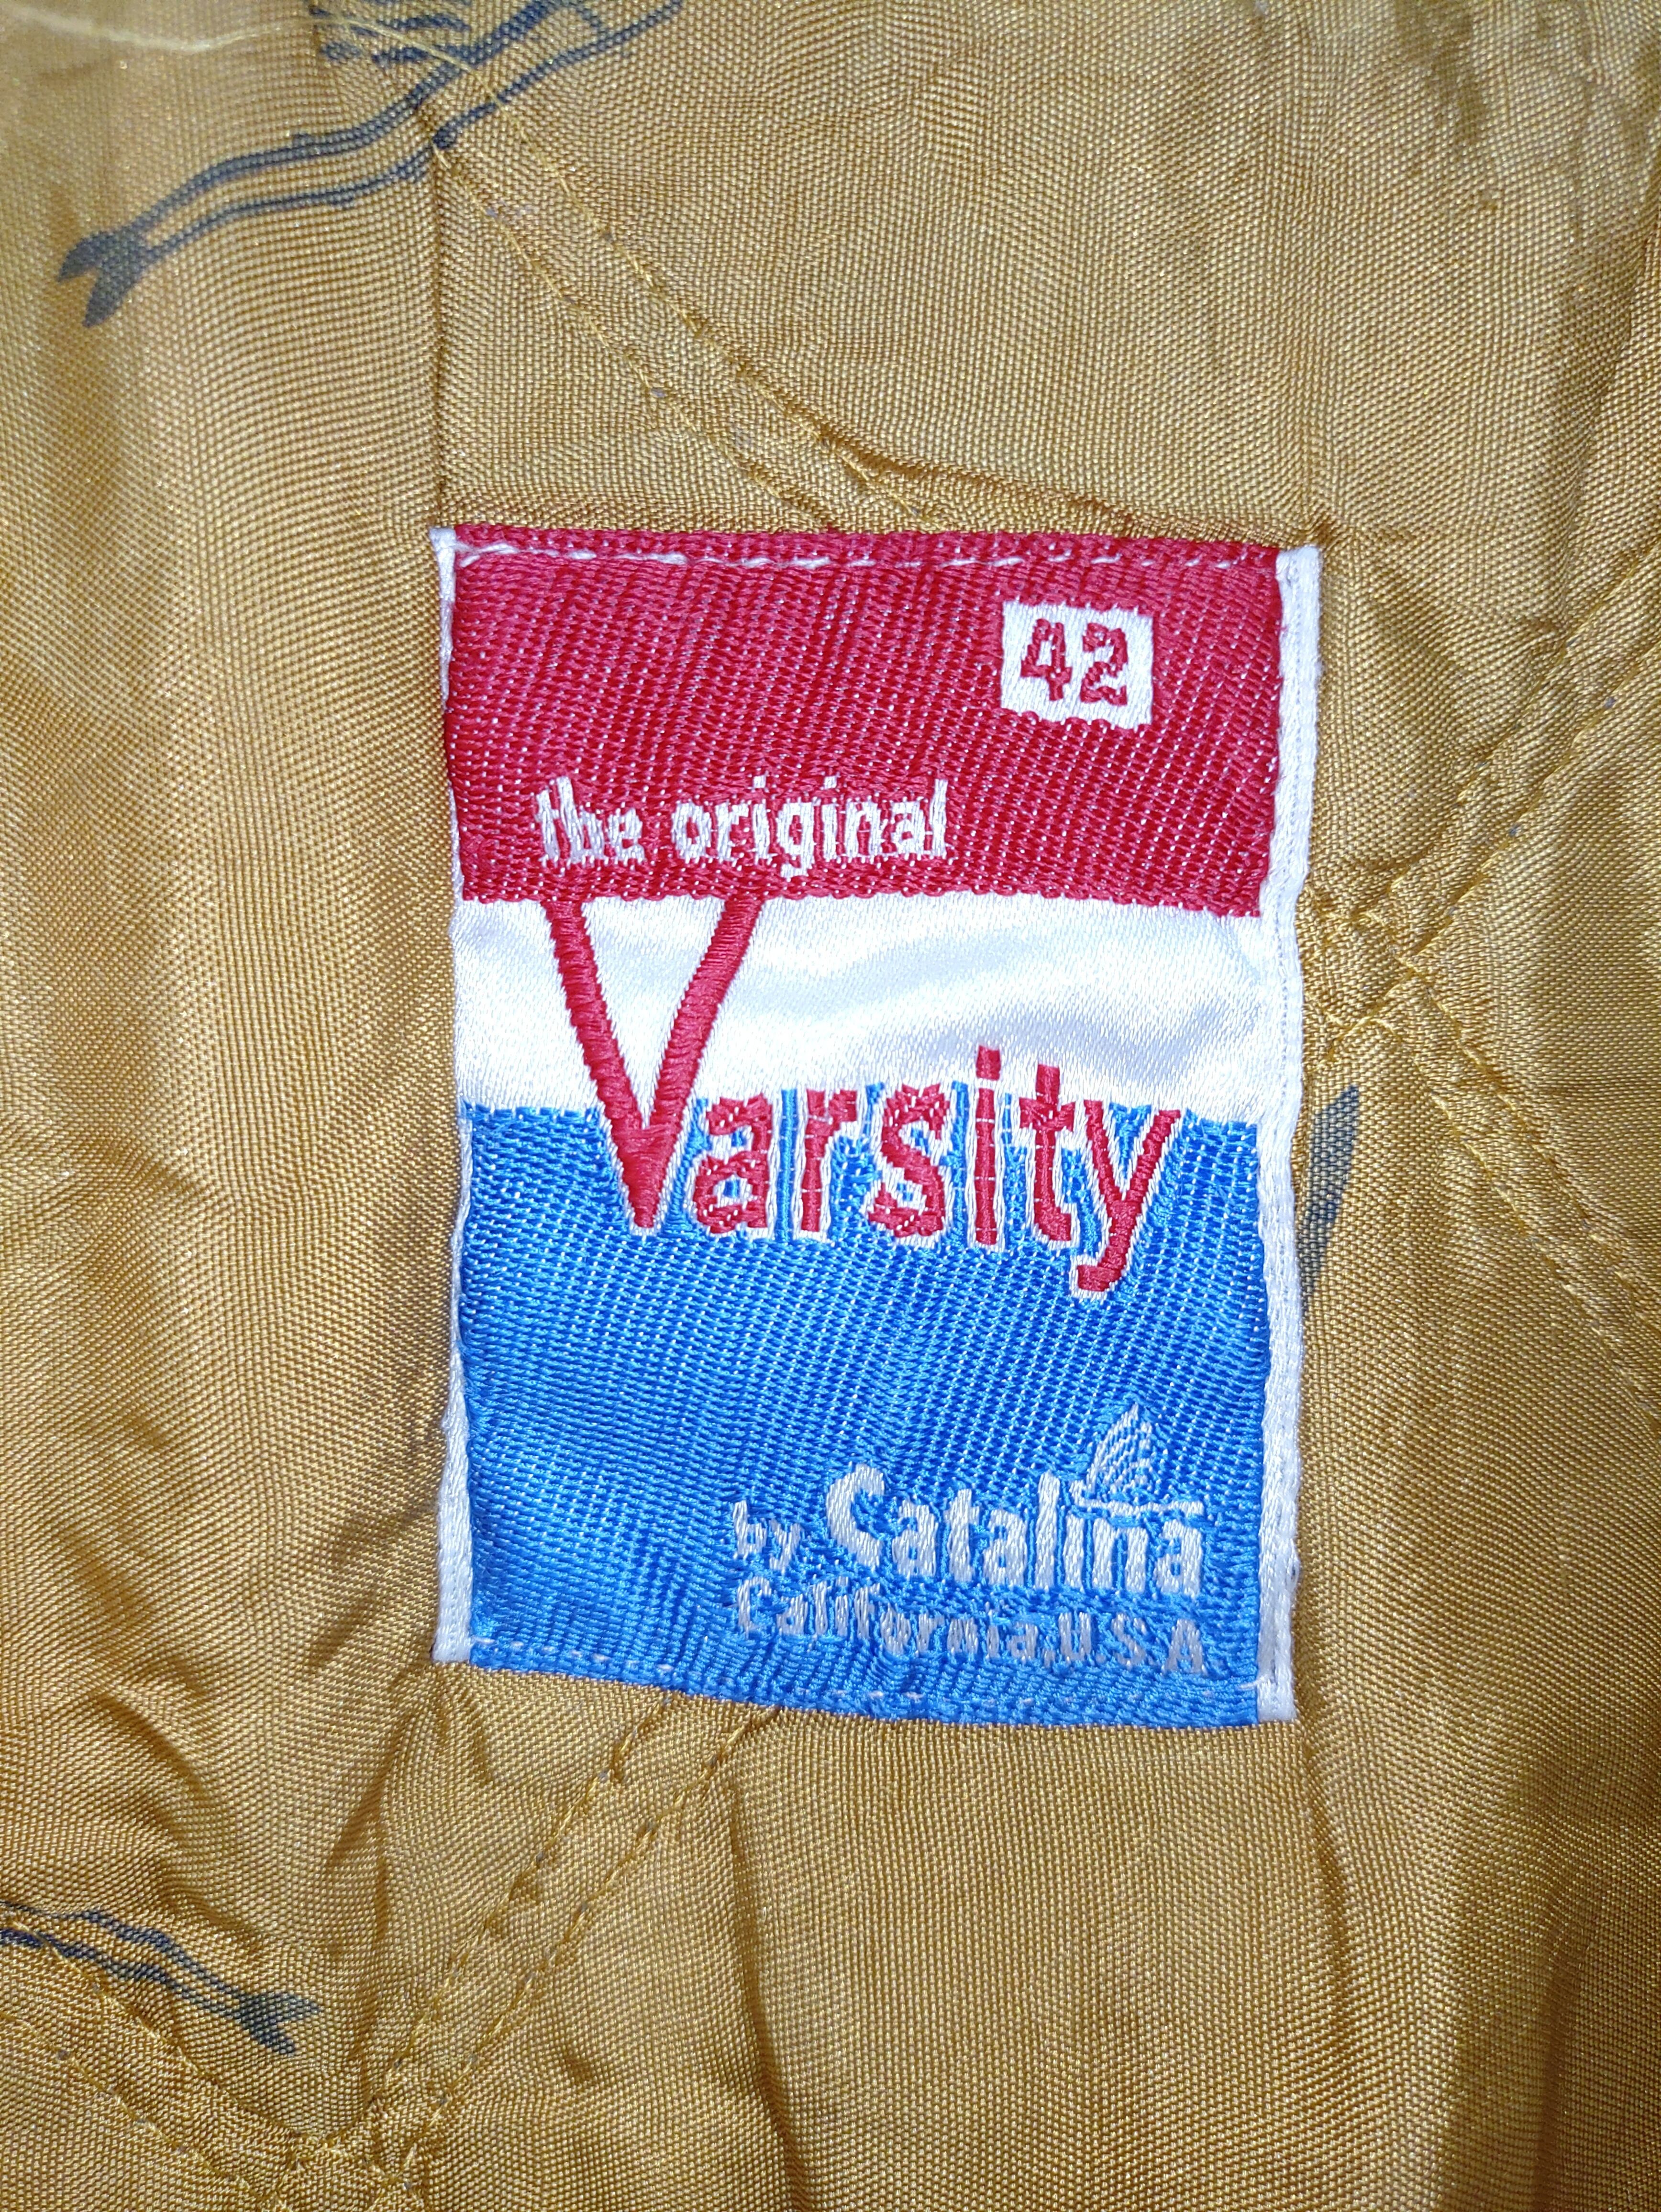 42
the original
Varsity
by Catalina
California, U.S.A